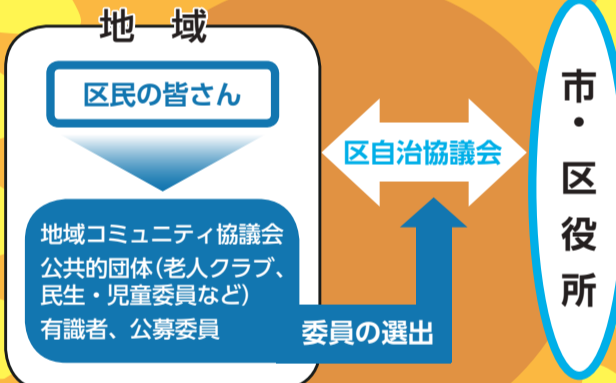 地 域
区民の皆さん
地域コミュニティ協議会
公共的団体(老人クラブ、
民生・児童委員など)
有識者、公募委員
委員の選出
区自治協議会
市・区役所